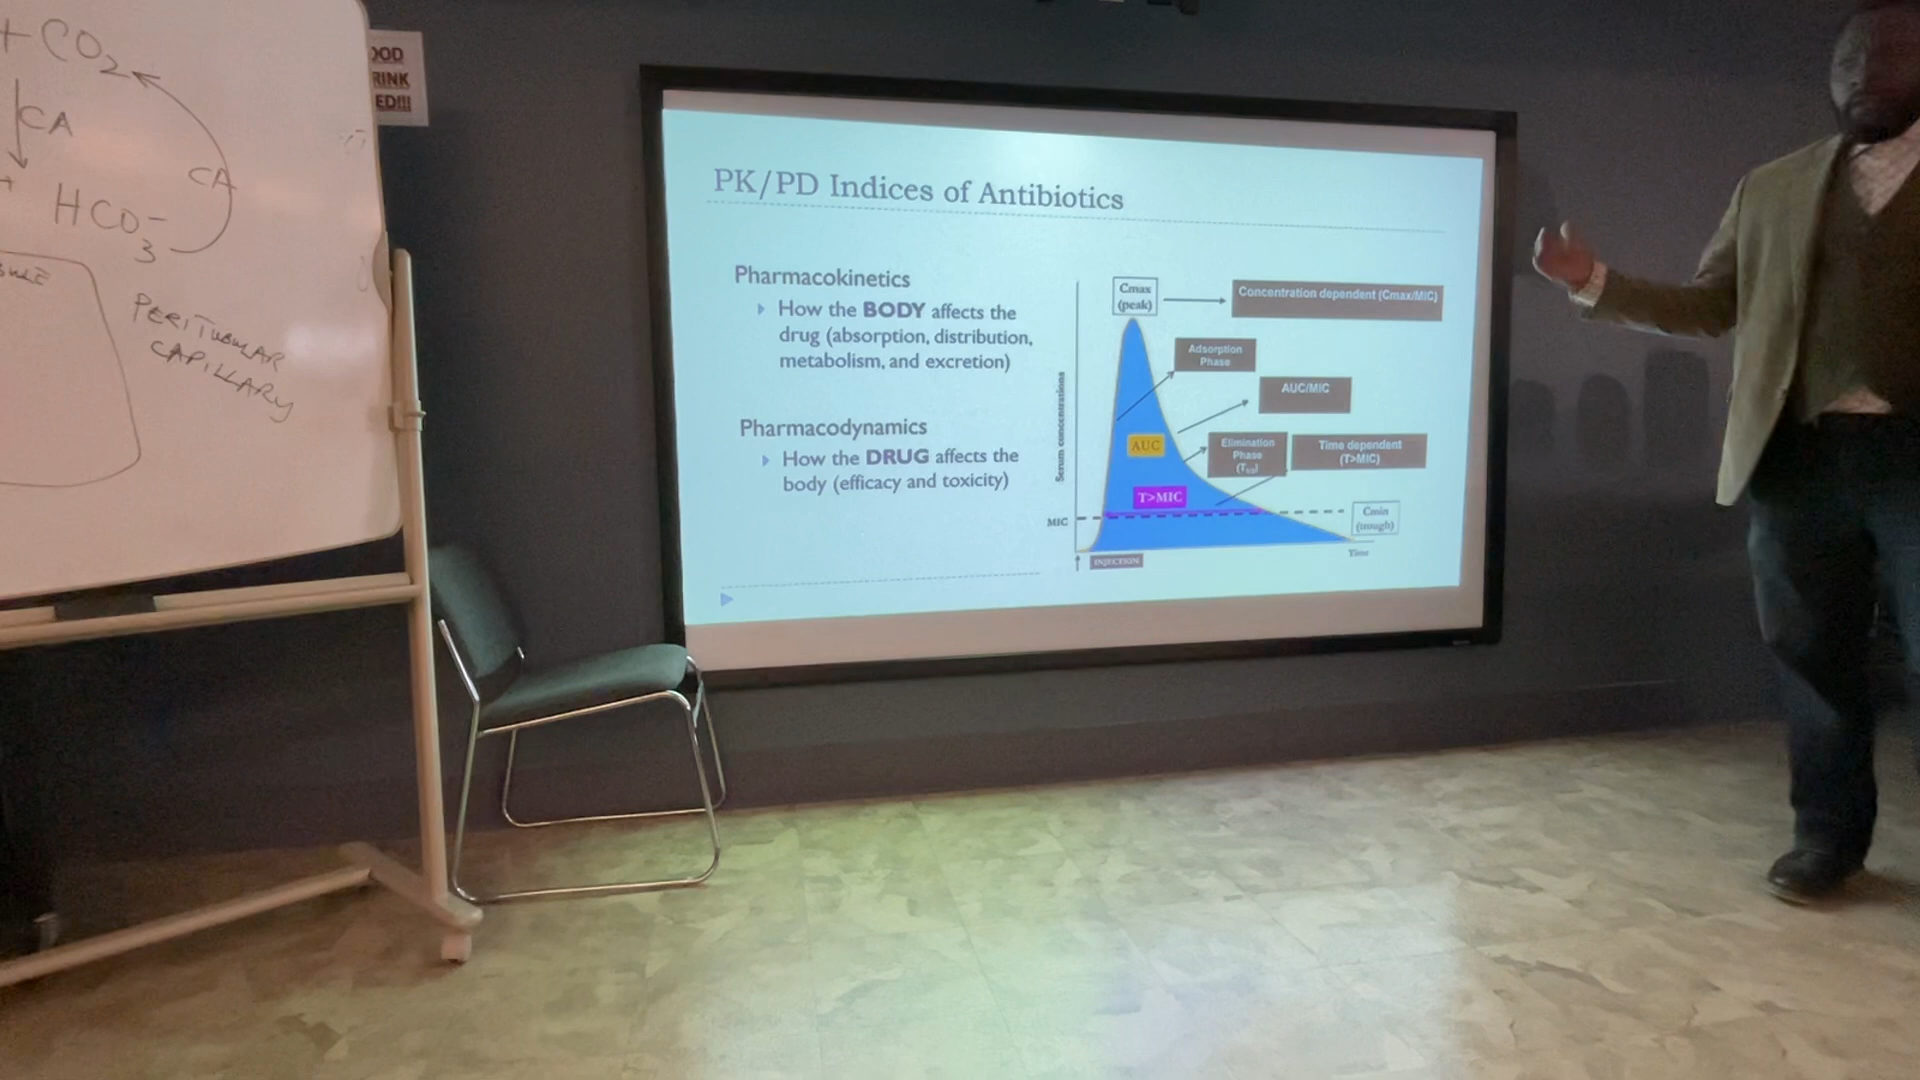 + CO2
CA
CA
+ HCO3-
PERITUBULAR
CAPILLARY
OOD
RINK
ED!!!
PK/PD Indices of Antibiotics
Pharmacokinetics
How the BODY affects the
drug (absorption, distribution,
metabolism, and excretion)
Pharmacodynamics
How the DRUG affects the
body (efficacy and toxicity)
Serum concentrations
Cmax
(peak)
Concentration dependent (Cmax/MIC)
Adsorption
Phase
AUC/MIC
AUC
Elimination
Phase
(T1/2)
Time dependent
(T>MIC)
T>MIC
MIC
Cmin
(trough)
Time
INJECTION